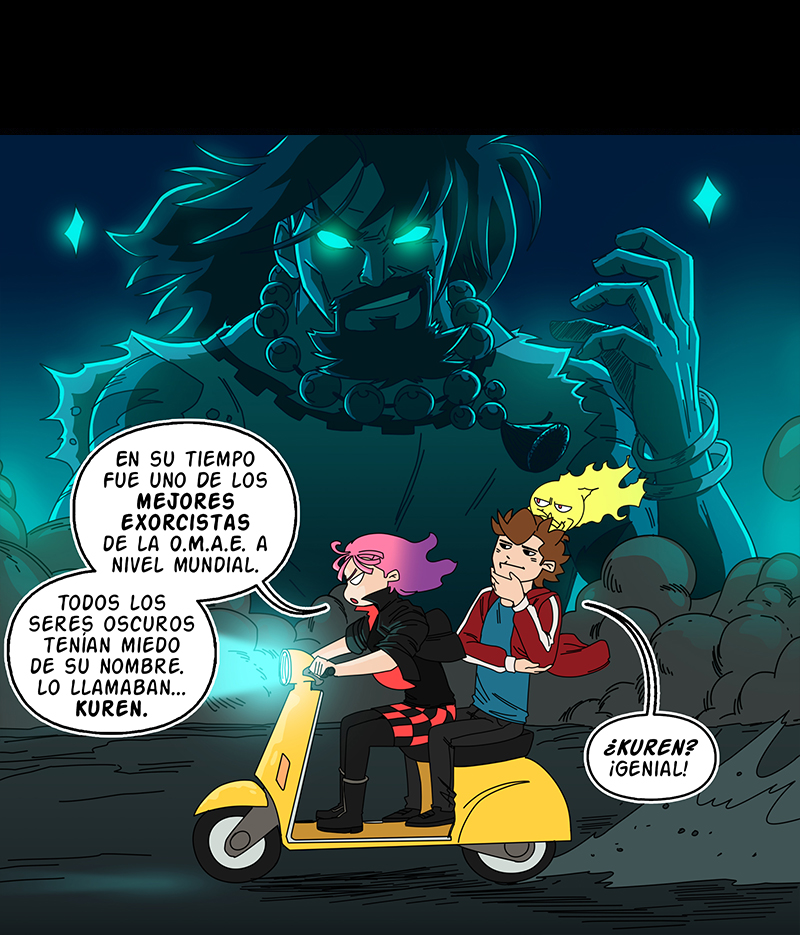 EN SU TIEMPO
FUE UNO DE LOS
MEJORES
EXORCISTAS
DE LA O.M.A.E. A
NIVEL MUNDIAL.
TODOS LOS
SERES OSCUROS
TENÍAN MIEDO
DE SU NOMBRE.
LO LLAMABAN...
KUREN.
¿KUREN?
¡GENIAL!